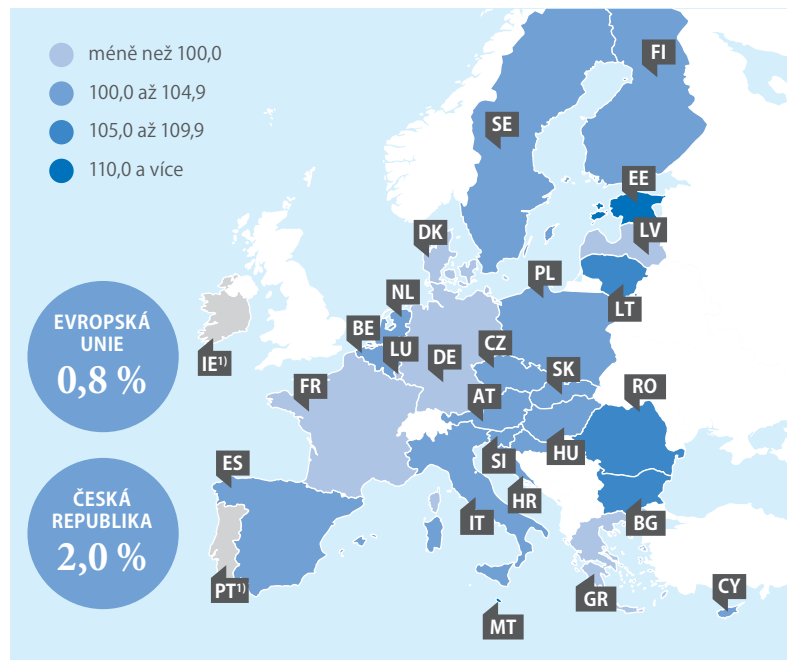 méně než 100,0
100,0 až 104,9
105,0 až 109,9
110,0 a více
FI
SE
EE
DK
LV
PL
NL
LT
EVROPSKÁ
UNIE
0,8 %
BE
LU
DE
CZ
SK
IE¹⁾
FR
AT
RO
ES
SI
HU
ČESKÁ
REPUBLIKA
2,0 %
HR
IT
BG
PT¹⁾
GR
CY
MT